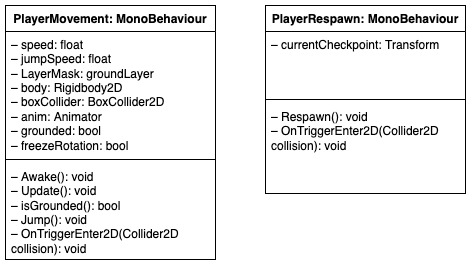 PlayerMovement: MonoBehaviour
– speed: float
– jumpSpeed: float
– LayerMask: groundLayer
– body: Rigidbody2D
– boxCollider: BoxCollider2D
– anim: Animator
– grounded: bool
– freezeRotation: bool
– Awake(): void
– Update(): void
– isGrounded(): bool
– Jump(): void
– OnTriggerEnter2D(Collider2D
collision): void
PlayerRespawn: MonoBehaviour
– currentCheckpoint: Transform
– Respawn(): void
– OnTriggerEnter2D(Collider2D
collision): void